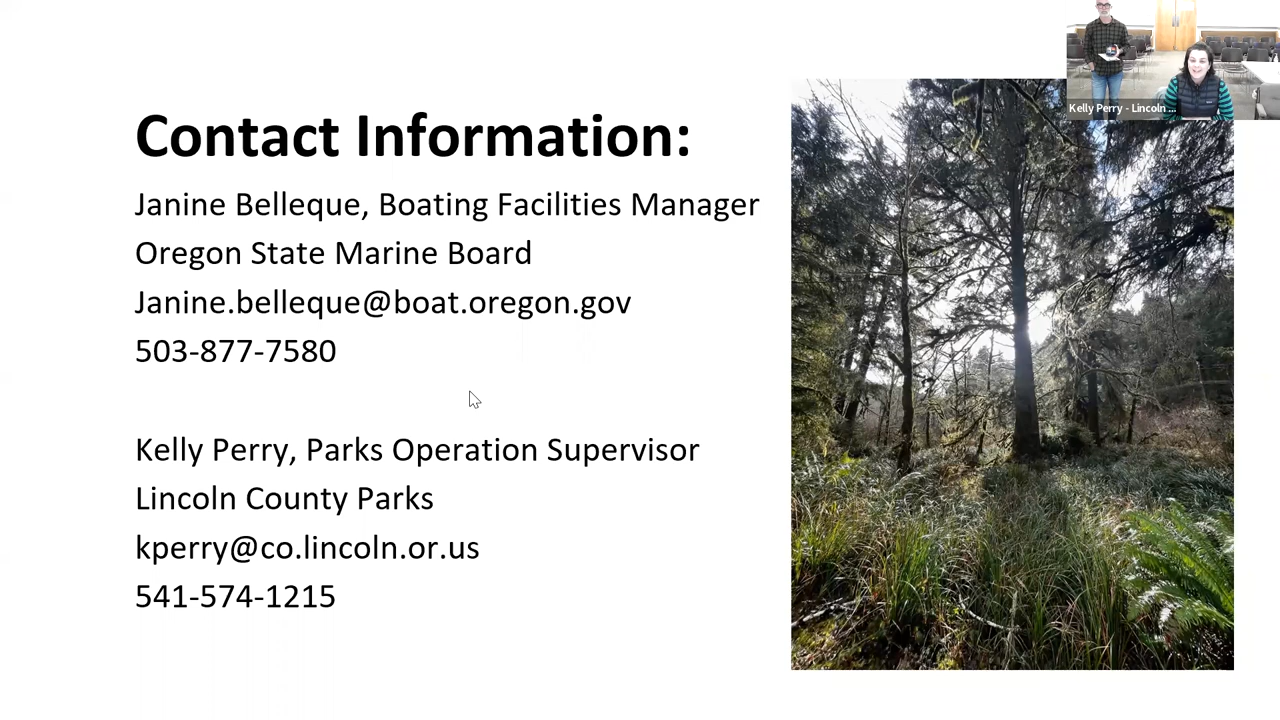 Contact Information:
Janine Belleque, Boating Facilities Manager
Oregon State Marine Board
Janine.belleque@boat.oregon.gov
503-877-7580
Kelly Perry, Parks Operation Supervisor
Lincoln County Parks
kperry@co.lincoln.or.us
541-574-1215
Kelly Perry - Lincoln ...